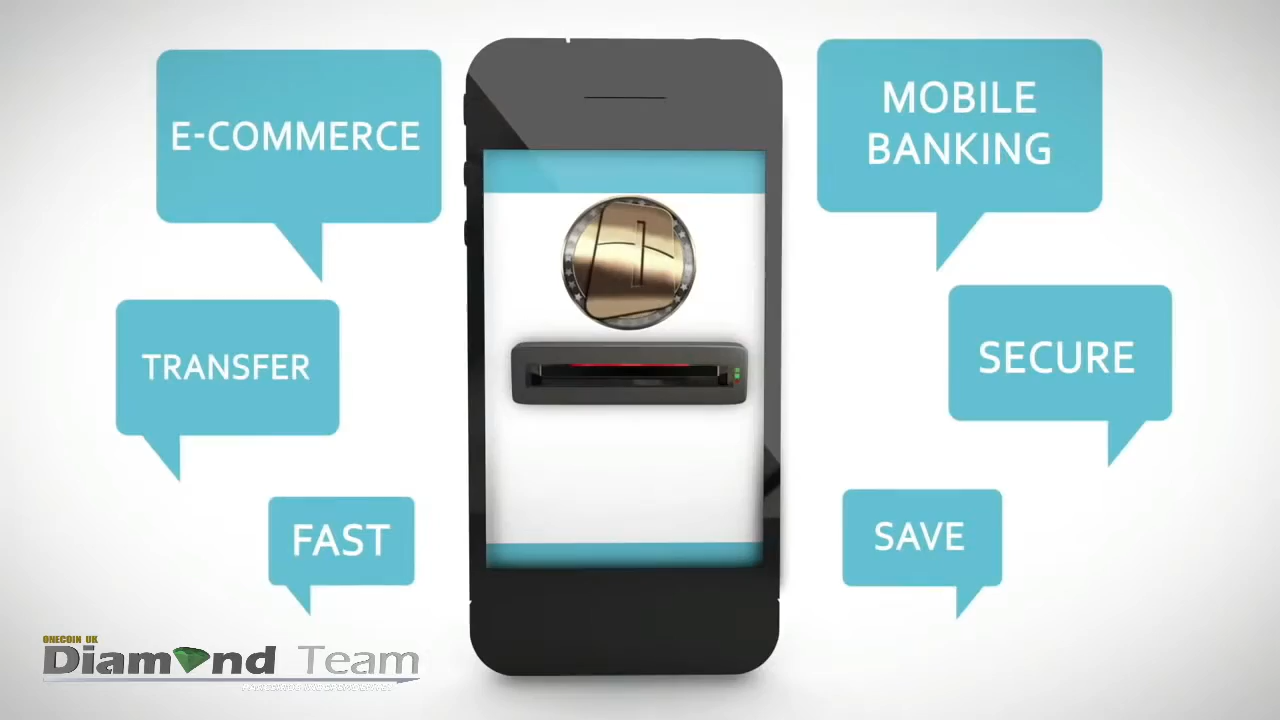 E-COMMERCE
MOBILE
BANKING
TRANSFER
SECURE
FAST
SAVE
ONECOIN UK
Diamond Team